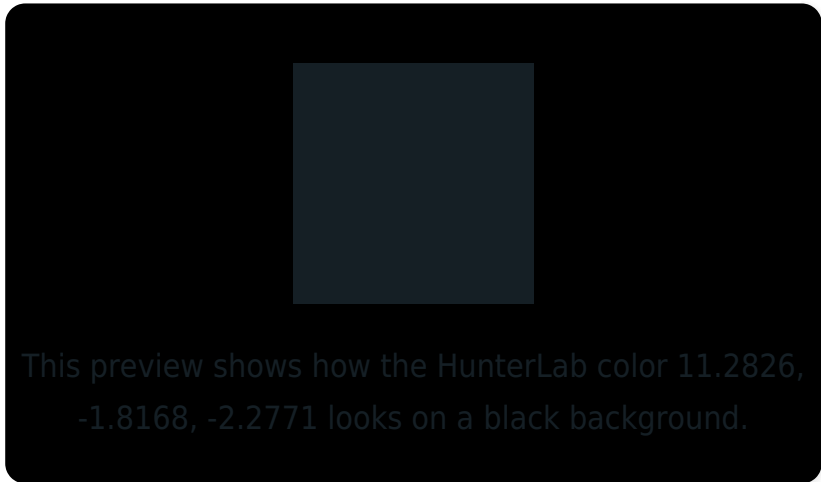 This preview shows how the HunterLab color 11.2826,
-1.8168, -2.2771 looks on a black background.